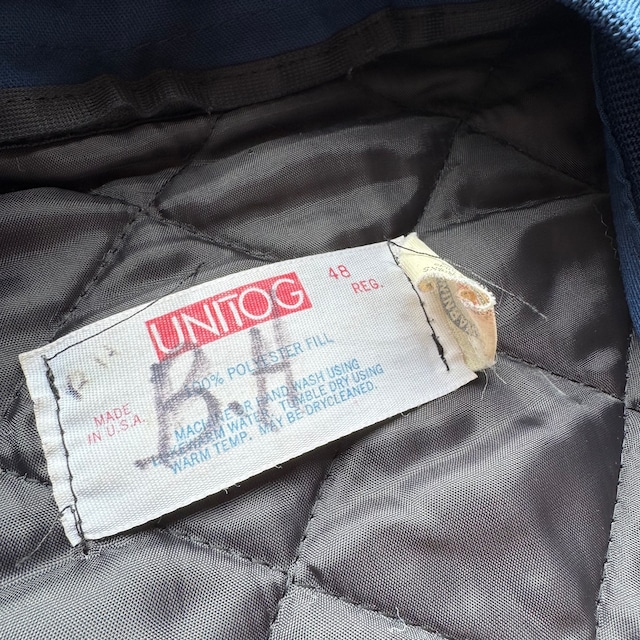 UNITOG
48
REG.
B.H
100% POLYESTER FILL
MADE
IN U.S.A.
MACHINE OR HAND WASH USING
WARM WATER. TUMBLE DRY USING
WARM TEMP. MAY BE DRYCLEANED.